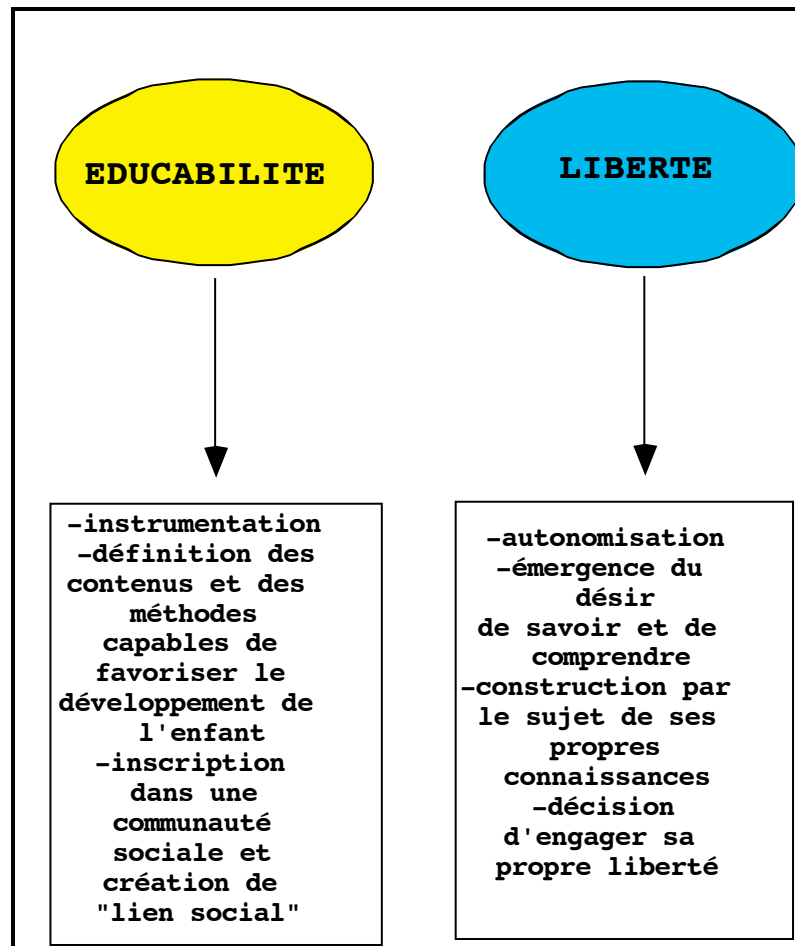 EDUCABILITE
LIBERTE
-instrumentation
-définition des
contenus et des
méthodes
capables de
favoriser le
développement de
l'enfant
-inscription
dans une
communauté
sociale et
création de
"lien social"
-autonomisation
-émergence du
désir
de savoir et de
comprendre
-construction par
le sujet de ses
propres
connaissances
-décision
d'engager sa
propre liberté